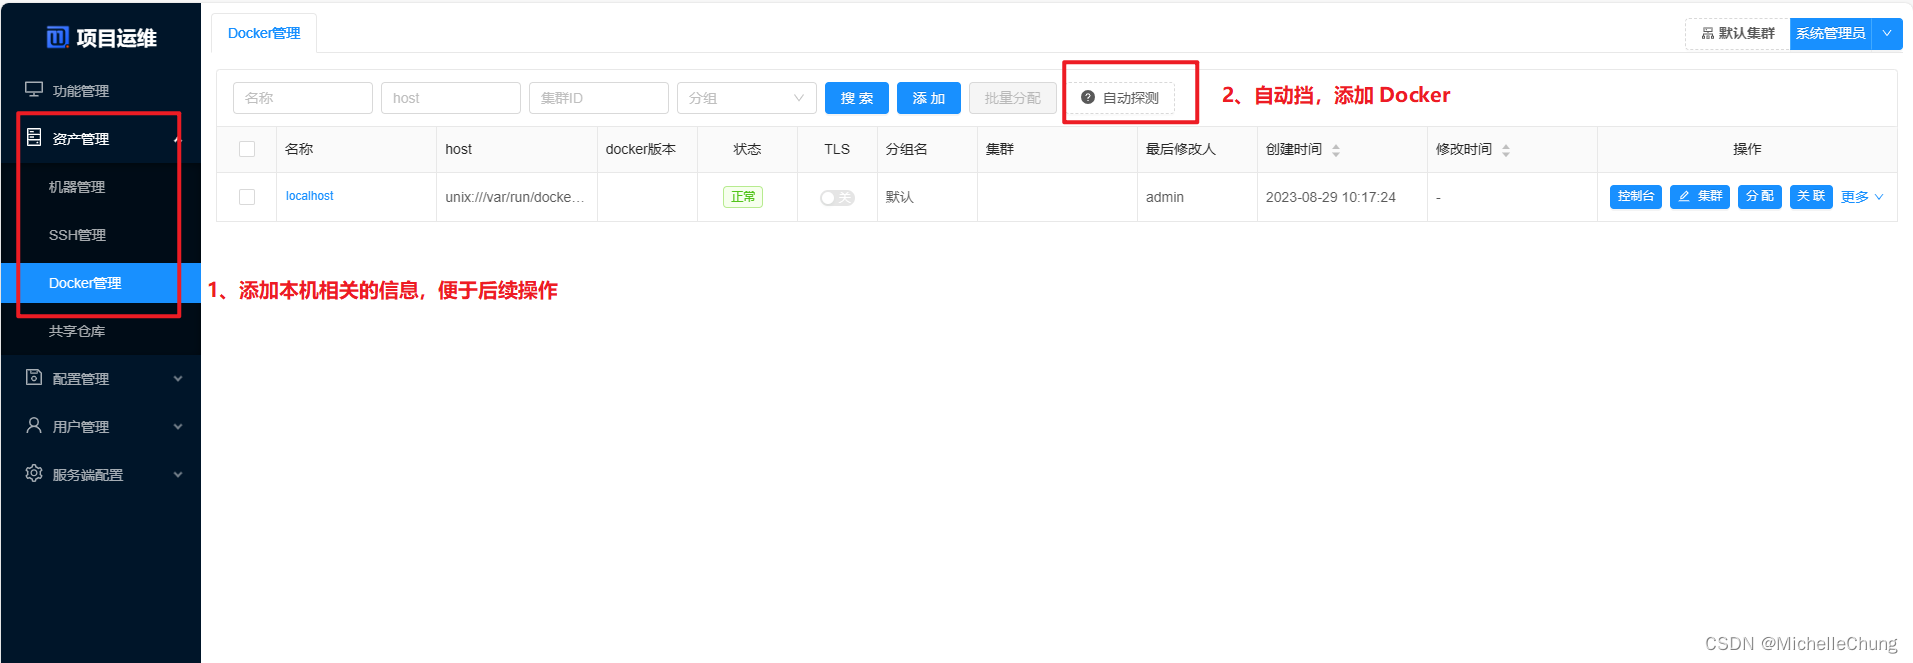 项目运维
功能管理
资产管理
机器管理
SSH管理
Docker管理
共享仓库
配置管理
用户管理
服务端配置
Docker管理
默认集群
系统管理员
名称
host
集群ID
分组
搜 索
添 加
批量分配
自动探测
2、自动挡，添加 Docker
名称 host docker版本 状态 TLS 分组名 集群 最后修改人 创建时间 修改时间 操作
localhost unix:///var/run/docke... 正常 关 默认 admin 2023-08-29 10:17:24 - 控制台 集群 分 配 关 联 更多
1、添加本机相关的信息，便于后续操作
CSDN @MichelleChung